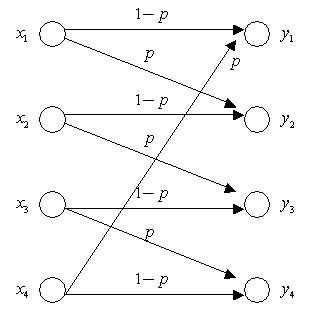 x₁ 1− p y₁
p p
x₂ 1− p y₂
p
x₃ 1− p y₃
p
x₄ 1− p y₄